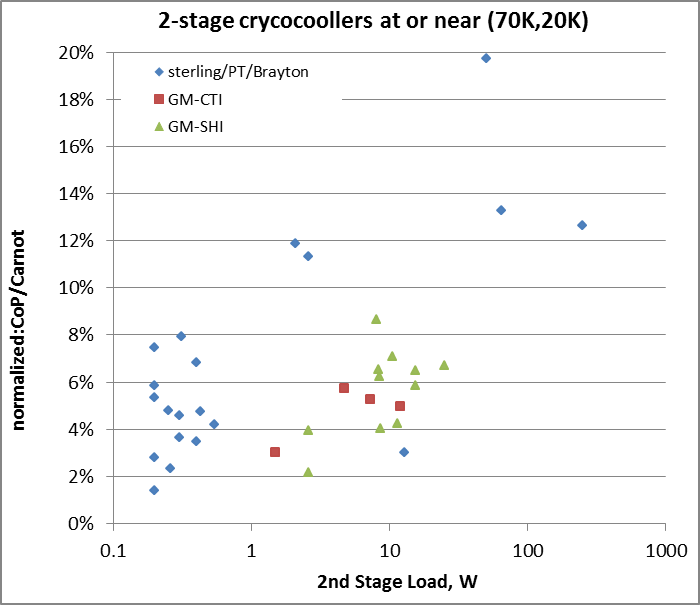 2-stage crycocoollers at or near (70K,20K)
20%
18%
16%
14%
12%
10%
8%
6%
4%
2%
0%
sterling/PT/Brayton
GM-CTI
GM-SHI
normalized:CoP/Carnot
0.1 1 10 100 1000
2nd Stage Load, W